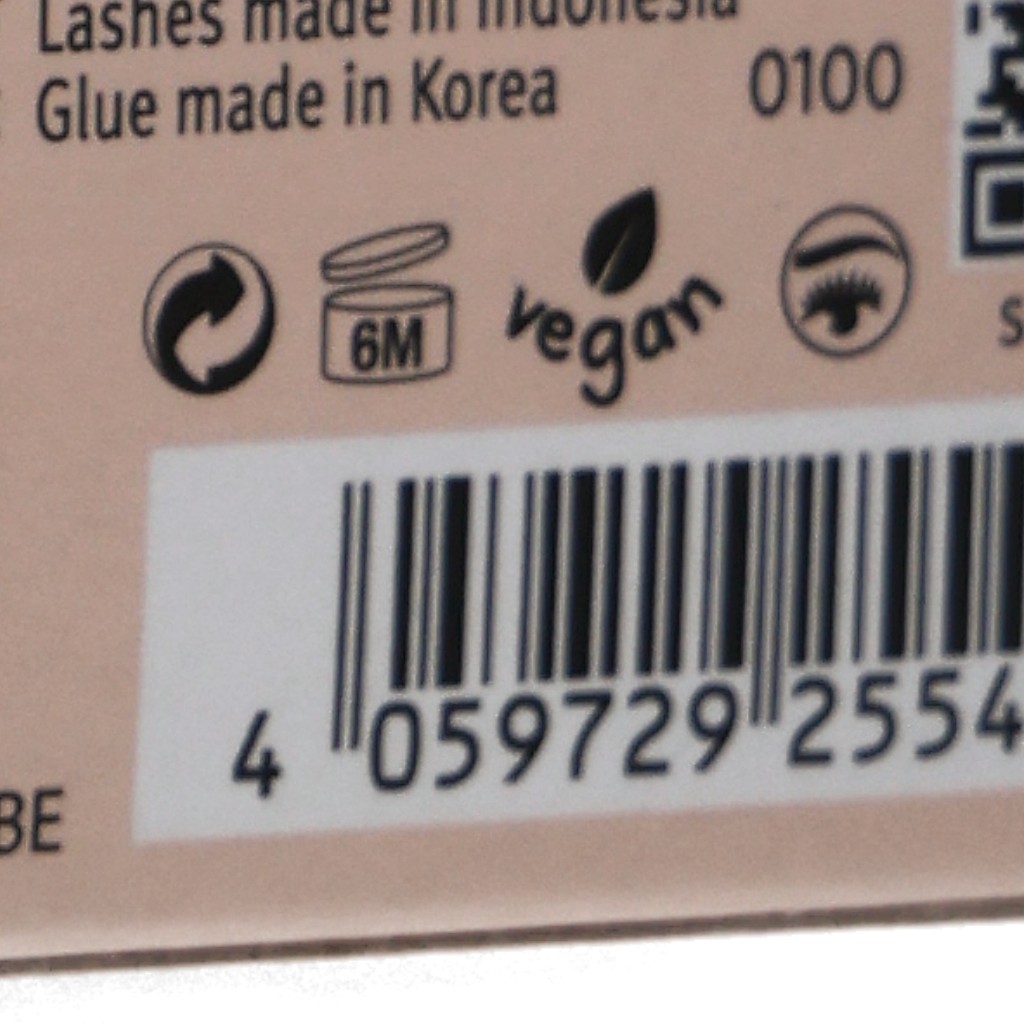 Lashes made in Indonesia
Glue made in Korea
0100
6M
vegan
S
4 059729 2554
BE